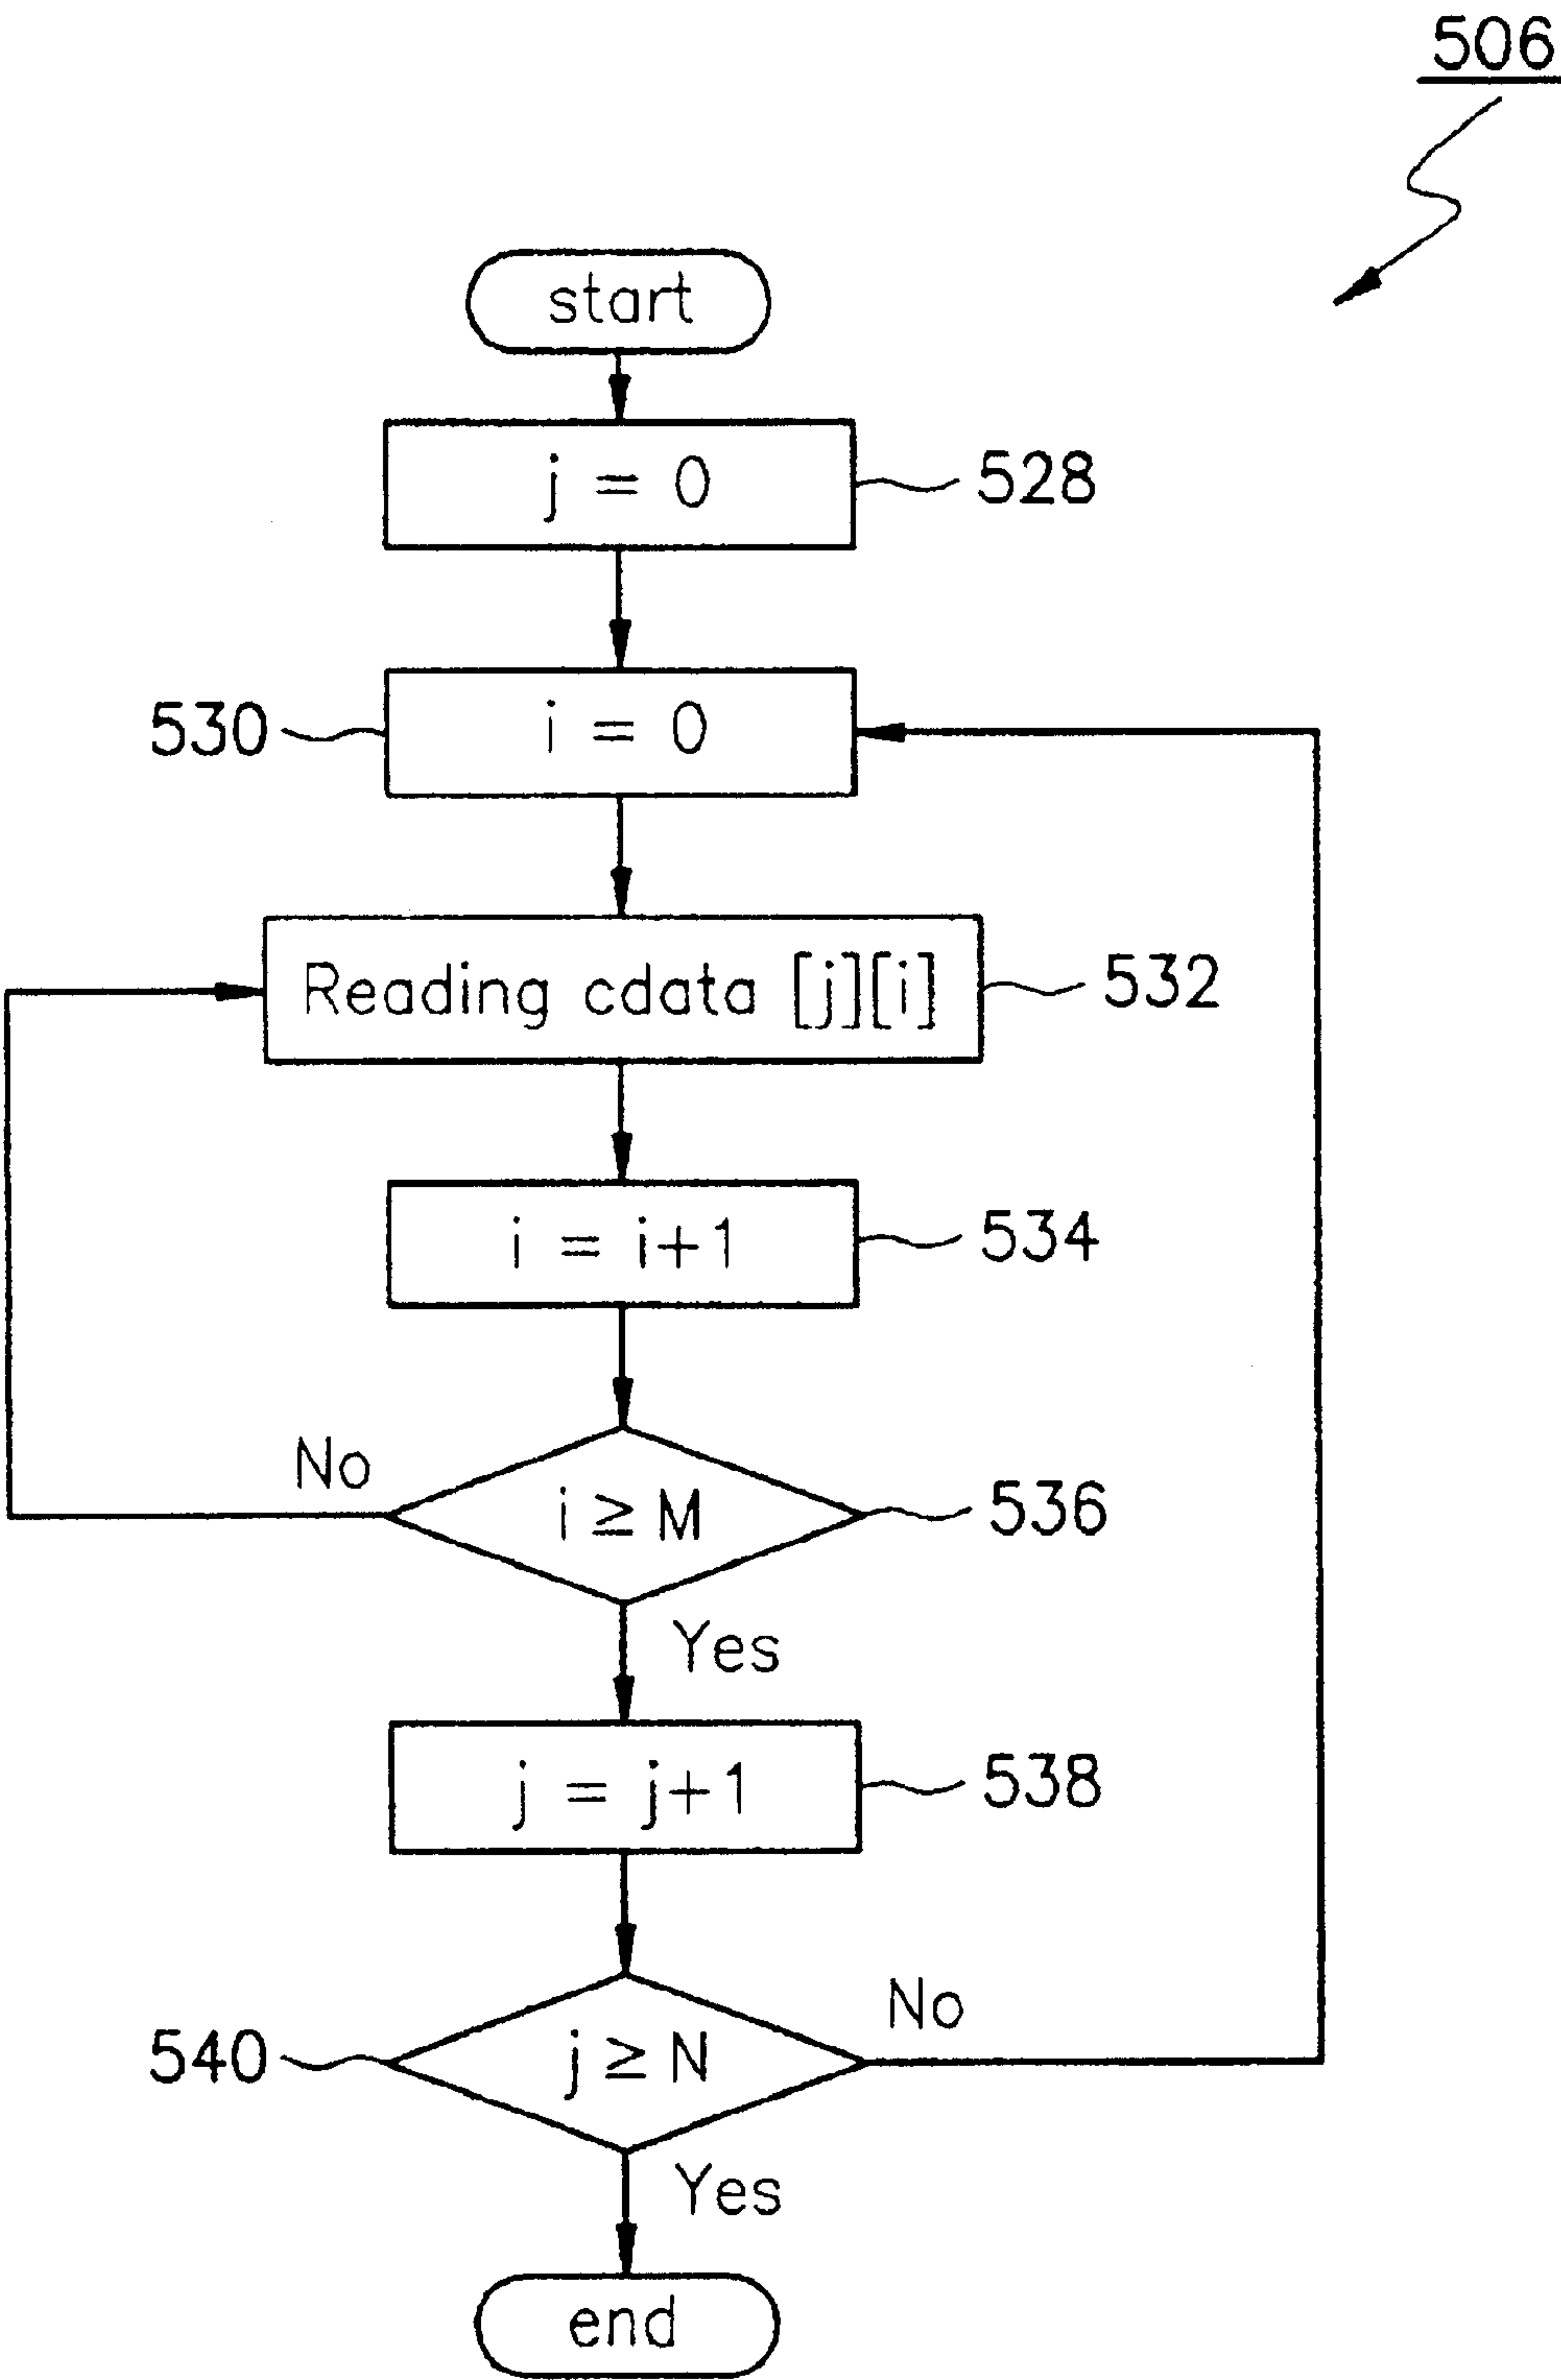 506
start
j = 0
528
530
i = 0
Reading cdata [j][i]
532
i = i+1
534
No
i ≥ M
536
Yes
j = j+1
538
No
540
j ≥ N
Yes
end